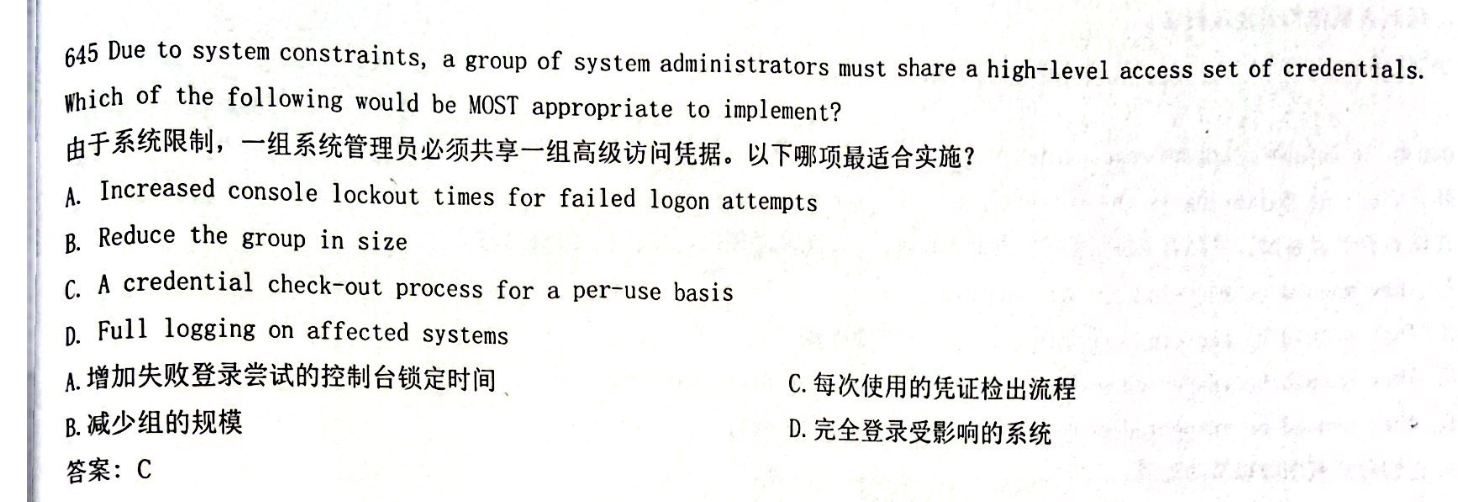 645 Due to system constraints, a group of system administrators must share a high-level access set of credentials.
Which of the following would be MOST appropriate to implement?
由于系统限制，一组系统管理员必须共享一组高级访问凭据。以下哪项最适合实施？
A. Increased console lockout times for failed logon attempts
B. Reduce the group in size
C. A credential check-out process for a per-use basis
D. Full logging on affected systems
A.增加失败登录尝试的控制台锁定时间
C.每次使用的凭证检出流程
B.减少组的规模
D.完全登录受影响的系统
答案：C